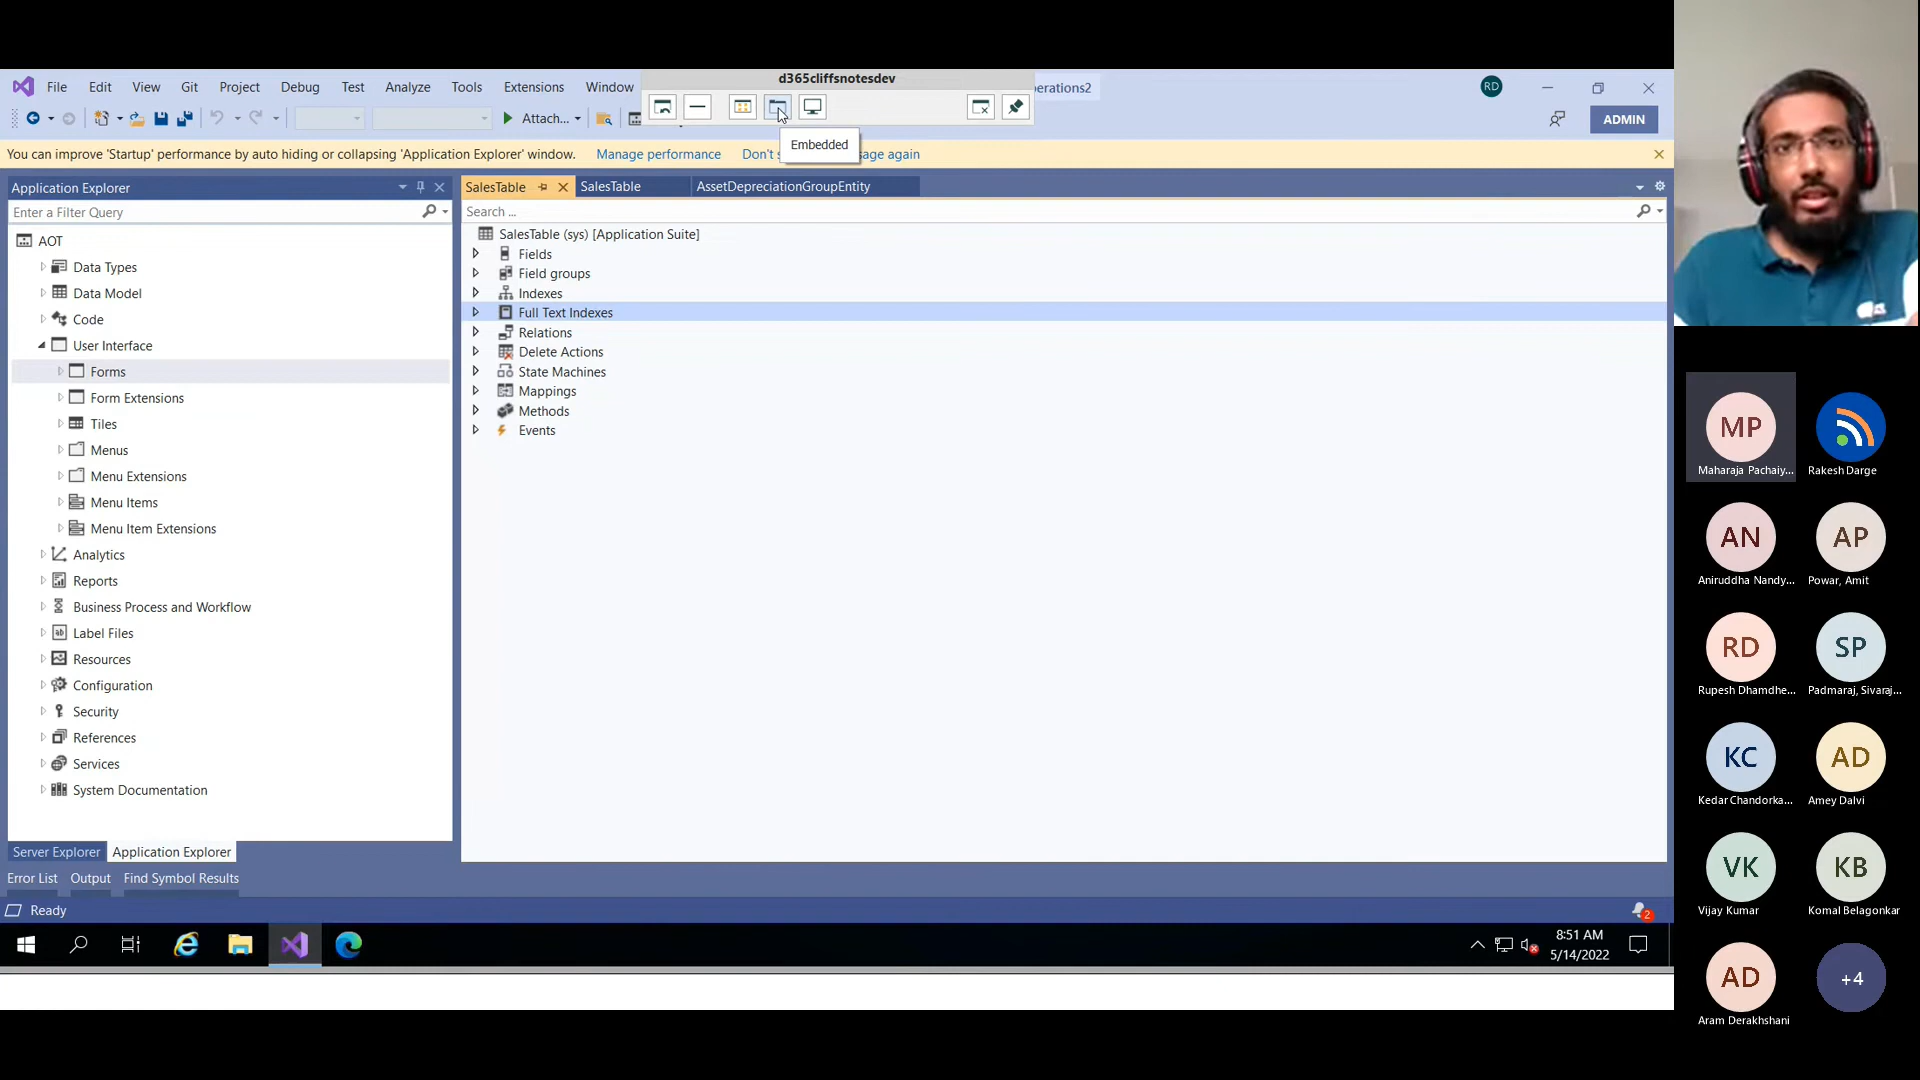 d365cliffsnotesdev
File Edit View Git Project Debug Test Analyze Tools Extensions Window
RD
Attach...
ADMIN
Embedded
You can improve 'Startup' performance by auto hiding or collapsing 'Application Explorer' window. Manage performance
Application Explorer
SalesTable
SalesTable
AssetDepreciationGroupEntity
Enter a Filter Query
Search ...
AOT
Data Types
Data Model
Code
User Interface
Forms
Form Extensions
Tiles
Menus
Menu Extensions
Menu Items
Menu Item Extensions
Analytics
Reports
Business Process and Workflow
Label Files
Resources
Configuration
Security
References
Services
System Documentation
SalesTable (sys) [Application Suite]
Fields
Field groups
Indexes
Full Text Indexes
Relations
Delete Actions
State Machines
Mappings
Methods
Events
Server Explorer Application Explorer
Error List Output Find Symbol Results
Ready
2
8:51 AM
5/14/2022
MP
Maharaja Pachaiy...
Rakesh Darge
AN
Aniruddha Nandy...
AP
Powar, Amit
RD
Rupesh Dhamdhe...
SP
Padmaraj, Sivaraj...
KC
Kedar Chandorka...
AD
Amey Dalvi
VK
Vijay Kumar
KB
Komal Belagonkar
AD
Aram Derakhshani
+4